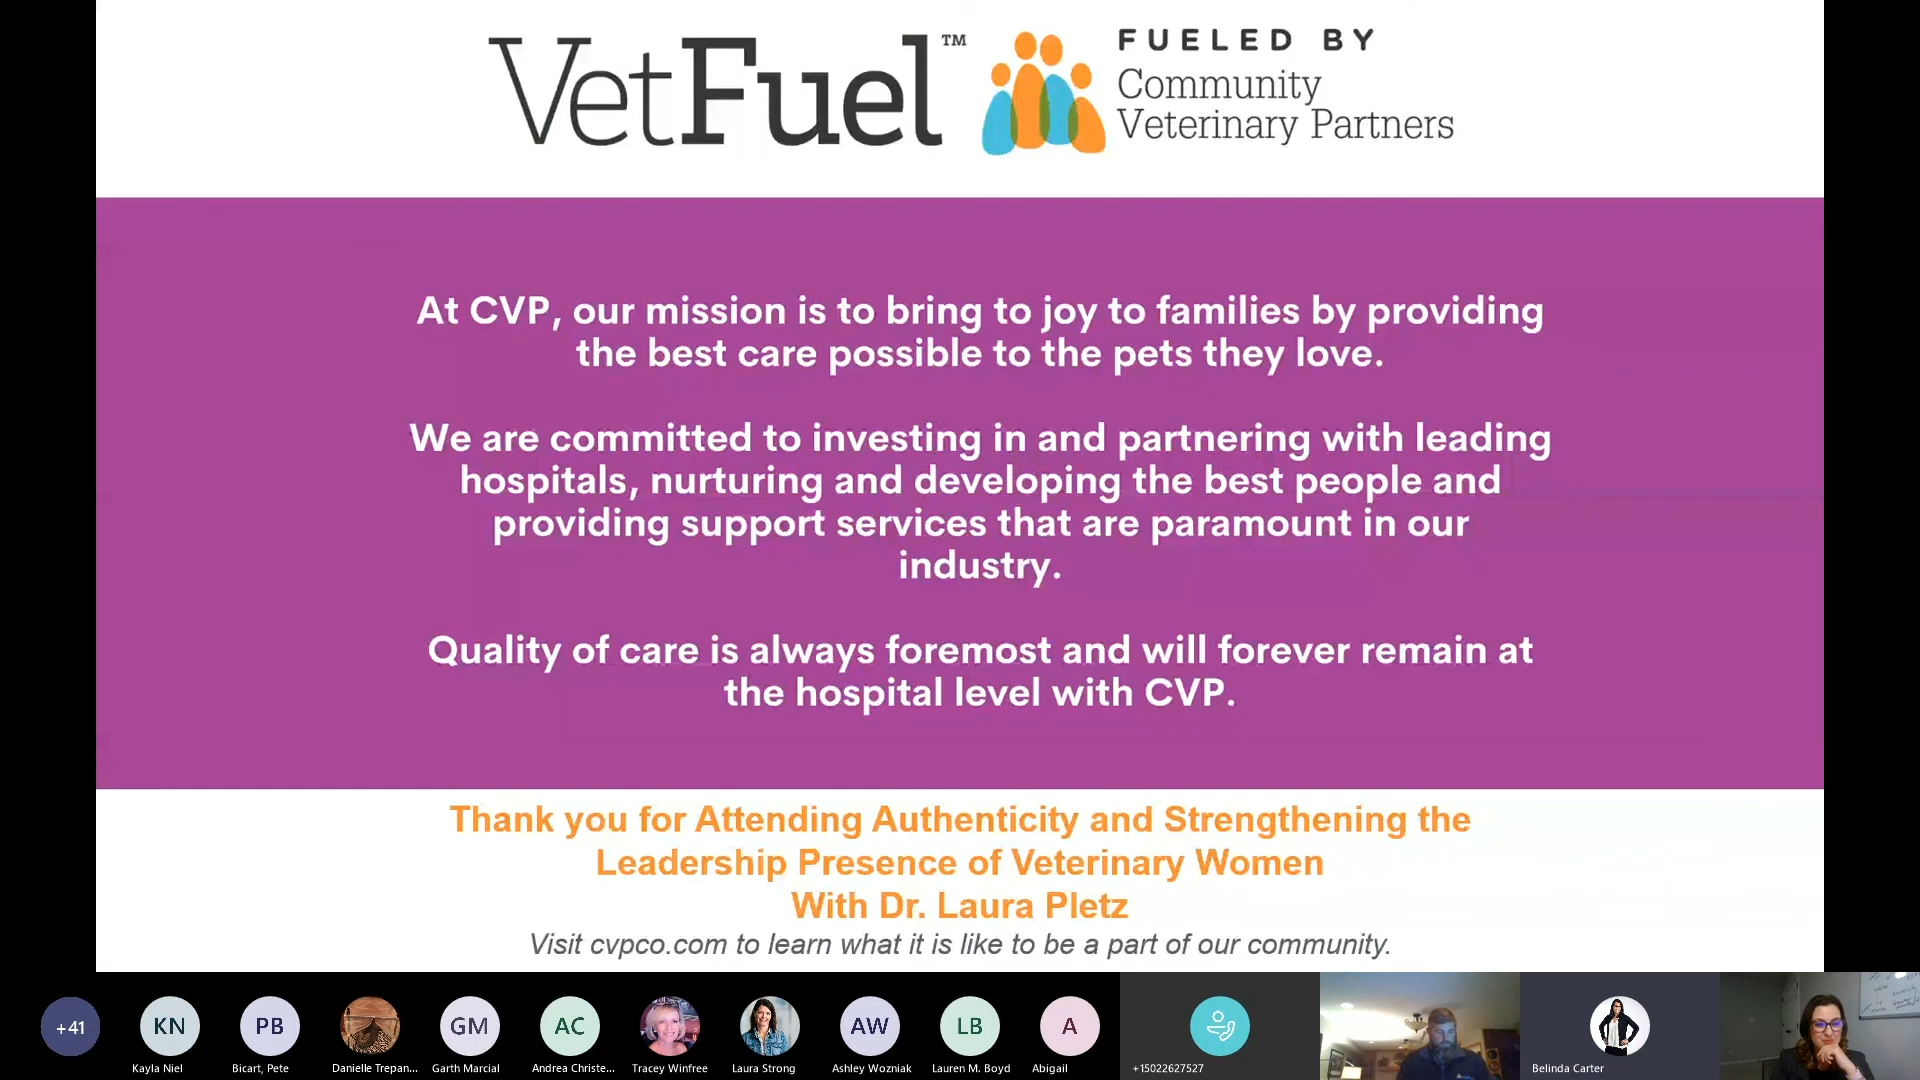 VetFuel™
FUELED BY
Community
Veterinary Partners
At CVP, our mission is to bring to joy to families by providing
the best care possible to the pets they love.
We are committed to investing in and partnering with leading
hospitals, nurturing and developing the best people and
providing support services that are paramount in our
industry.
Quality of care is always foremost and will forever remain at
the hospital level with CVP.
Thank you for Attending Authenticity and Strengthening the
Leadership Presence of Veterinary Women
With Dr. Laura Pletz
Visit cvpco.com to learn what it is like to be a part of our community.
+41
KN
PB
GM
AC
AW
LB
A
Kayla Niel
Bicart, Pete
Danielle Trepan...
Garth Marcial
Andrea Christe...
Tracey Winfree
Laura Strong
Ashley Wozniak
Lauren M. Boyd
Abigail
+15022627527
Belinda Carter